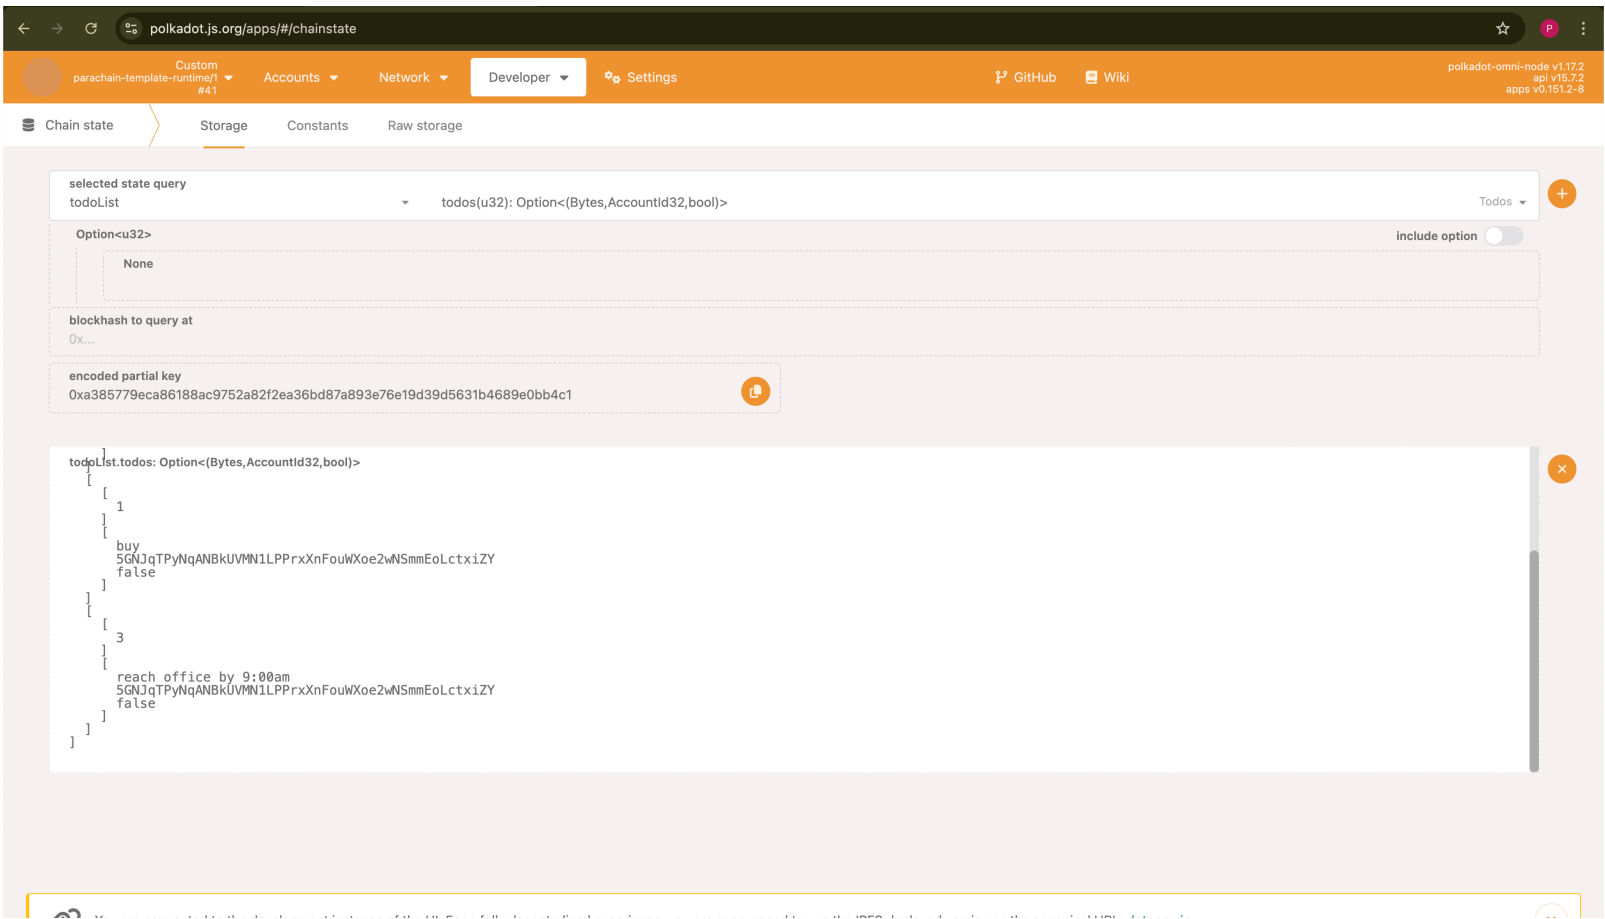 polkadot.js.org/apps/#/chainstate
P
Custom
parachain-template-runtime/1
#41
Accounts
Network
Developer
Settings
GitHub
Wiki
polkadot-omni-node v1.17.2
api v15.7.2
apps v0.151.2-8
Chain state
Storage
Constants
Raw storage
selected state query
todoList
todos(u32): Option<(Bytes,AccountId32,bool)>
Todos
Option<u32>
include option
None
blockhash to query at
0x...
encoded partial key
0xa385779eca86188ac9752a82f2ea36bd87a893e76e19d39d5631b4689e0bb4c1
]
todoList.todos: Option<(Bytes,AccountId32,bool)>
]
[
[
1
]
[
buy
5GNJqTPyNqANBkUVMN1LPPrxXnFouWXoe2wNSmmEoLctxiZY
false
]
]
[
[
3
]
[
reach office by 9:00am
5GNJqTPyNqANBkUVMN1LPPrxXnFouWXoe2wNSmmEoLctxiZY
false
]
]
]